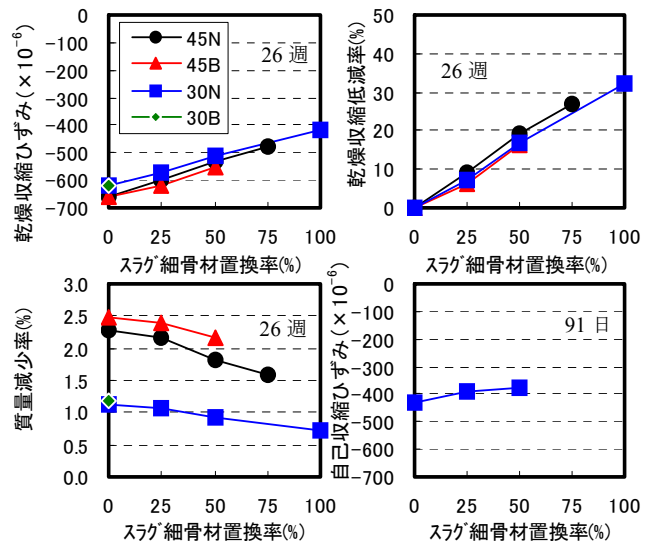 乾燥収縮ひずみ(×10⁻⁶)
0
-100
-200
-300
-400
-500
-600
-700
45N
45B
30N
30B
26週
0 25 50 75 100
スラグ細骨材置換率(%)
乾燥収縮低減率(%)
50
40
30
20
10
0
26週
0 25 50 75 100
スラグ細骨材置換率(%)
質量減少率(%)
3.0
2.5
2.0
1.5
1.0
0.5
0.0
26週
0 25 50 75 100
スラグ細骨材置換率(%)
自己収縮ひずみ(×10⁻⁶)
0
-100
-200
-300
-400
-500
-600
-700
91日
0 25 50 75 100
スラグ細骨材置換率(%)